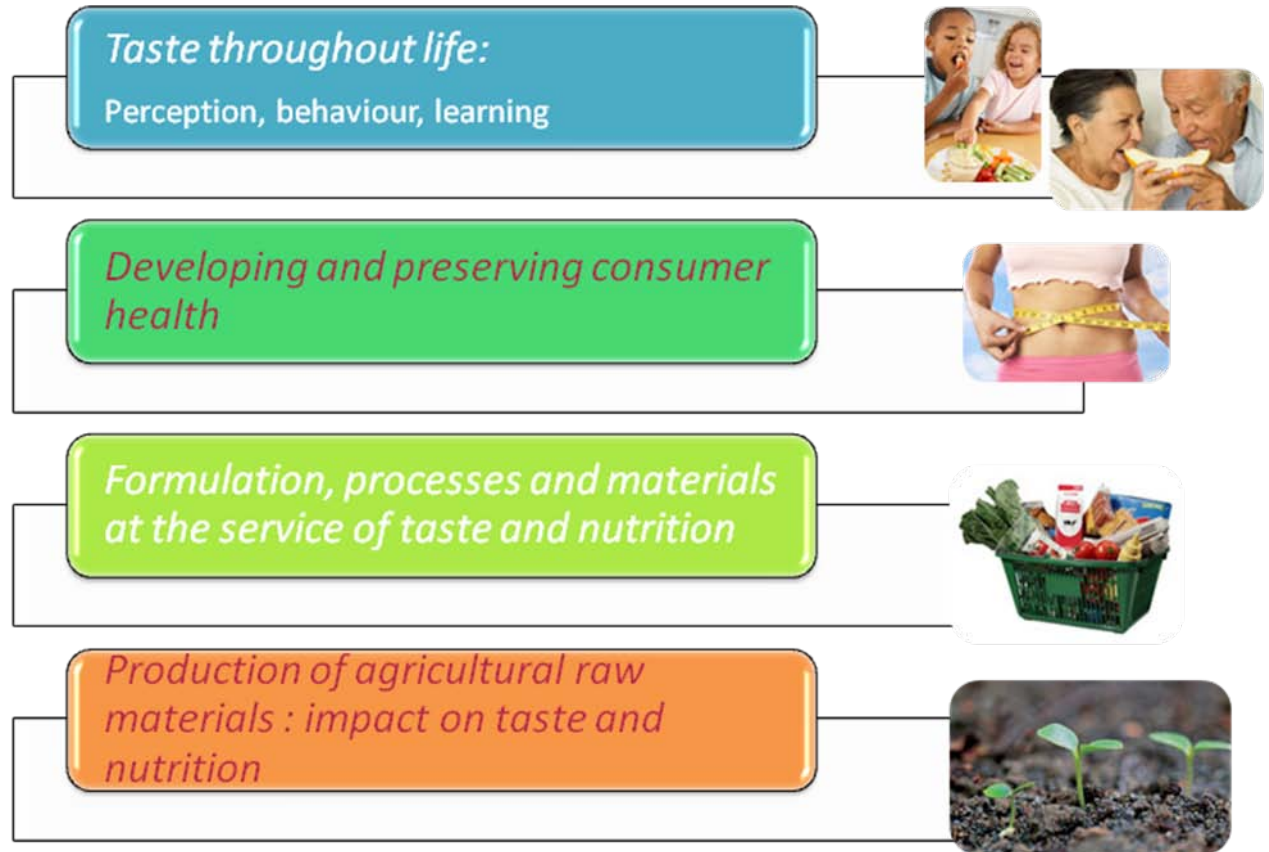 Taste throughout life:
Perception, behaviour, learning
Developing and preserving consumer
health
Formulation, processes and materials
at the service of taste and nutrition
Production of agricultural raw
materials : impact on taste and
nutrition